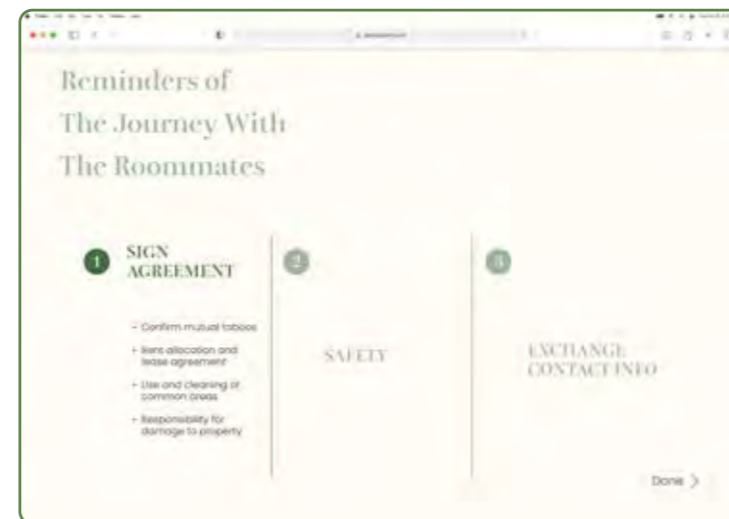 Reminders of
The Journey With
The Roommates
1
SIGN
AGREEMENT
- Confirm mutual taboos
- Rent allocation and
lease agreement
- Use and cleaning of
common areas
- Responsibility for
damage to property
2
SAFETY
3
EXCHANGE
CONTACT INFO
Done >